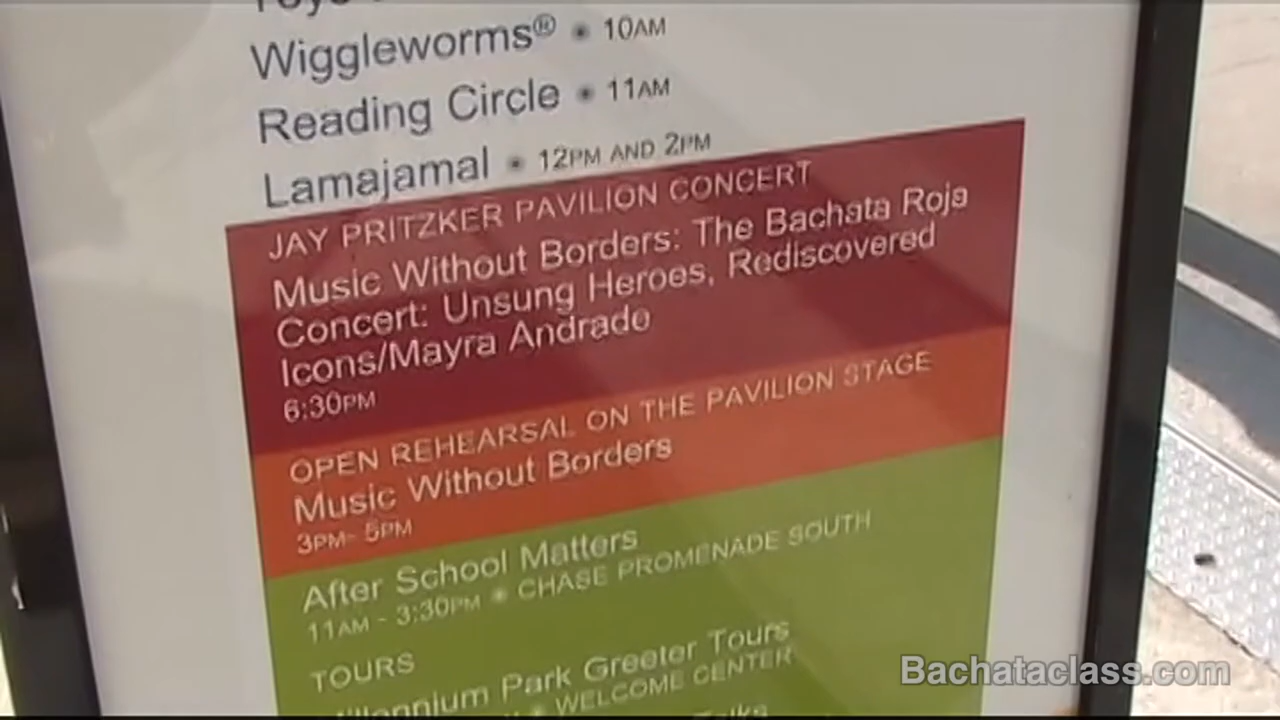 Wiggleworms® • 10AM
Reading Circle • 11AM
Lamajamal • 12PM AND 2PM
JAY PRITZKER PAVILION CONCERT
Music Without Borders: The Bachata Roja
Concert: Unsung Heroes, Rediscovered
Icons/Mayra Andrade
6:30PM
OPEN REHEARSAL ON THE PAVILION STAGE
Music Without Borders
3PM- 5PM
After School Matters
11AM - 3:30PM • CHASE PROMENADE SOUTH
TOURS
Millennium Park Greeter Tours
• WELCOME CENTER
Talks
Bachataclass.com